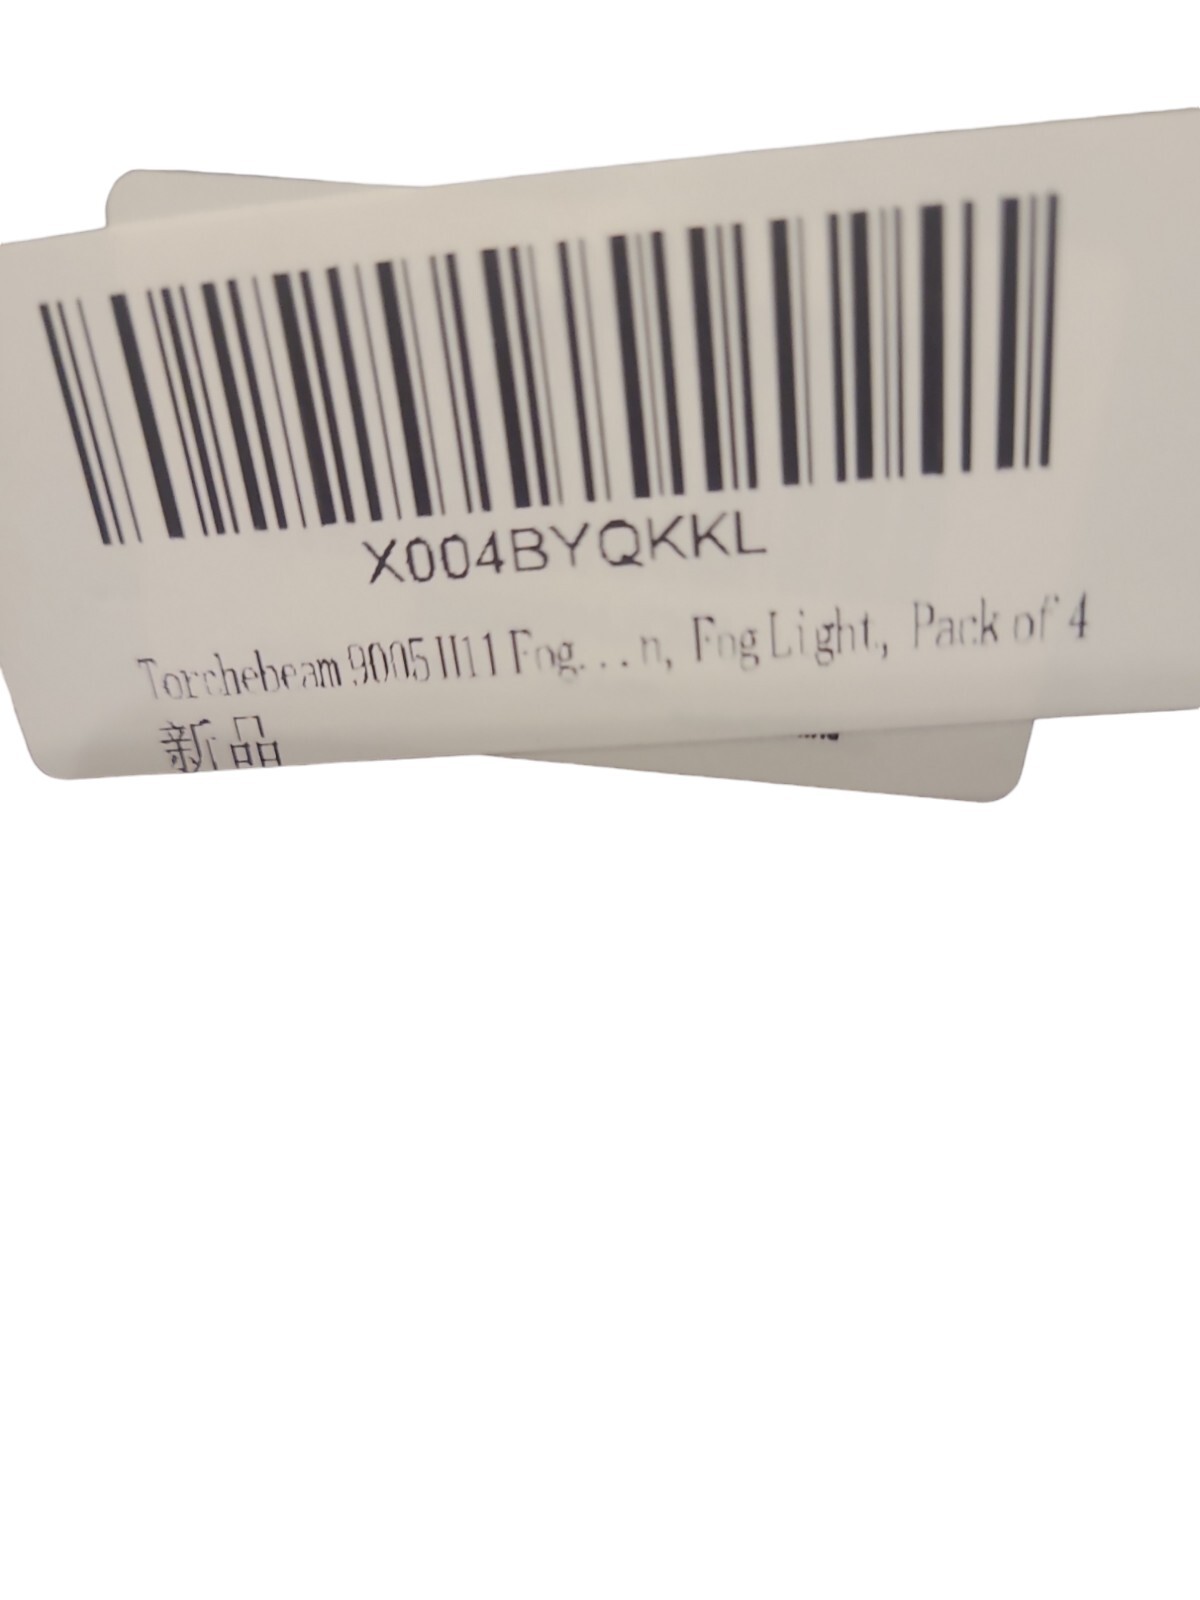 X004BYQKKL
Torchebeam 9005 H11 Fog...n, Fog Light, Pack of 4
新品